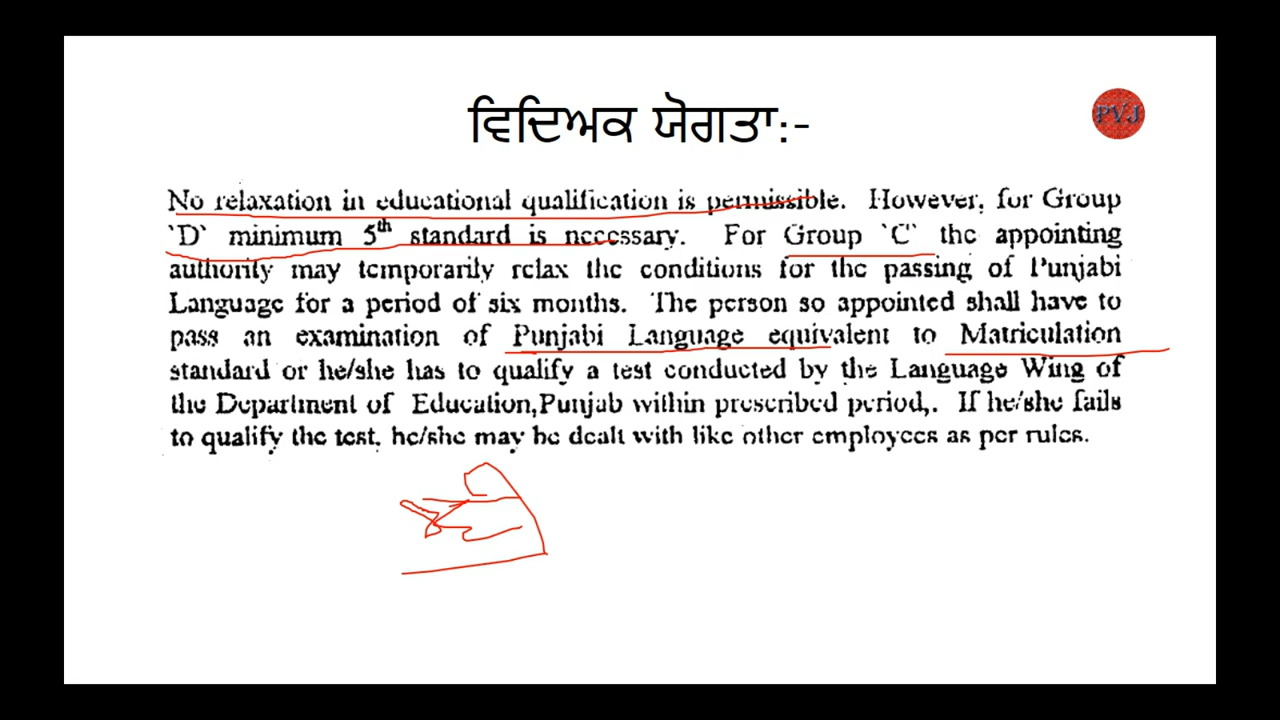 ਵਿਦਿਅਕ ਯੋਗਤਾ:-
PVJ
No relaxation in educational qualification is permissible. However, for Group
`D` minimum 5th standard is necessary. For Group `C" the appointing
authority may temporarily relax the conditions for the passing of Punjabi
Language for a period of six months. The person so appointed shall have to
pass an examination of Punjabi Language equivalent to Matriculation
standard or he/she has to qualify a test conducted by the Language Wing of
the Department of Education,Punjab within prescribed period,. If he/she fails
to qualify the test, he/she may be dealt with like other employees as per rules.